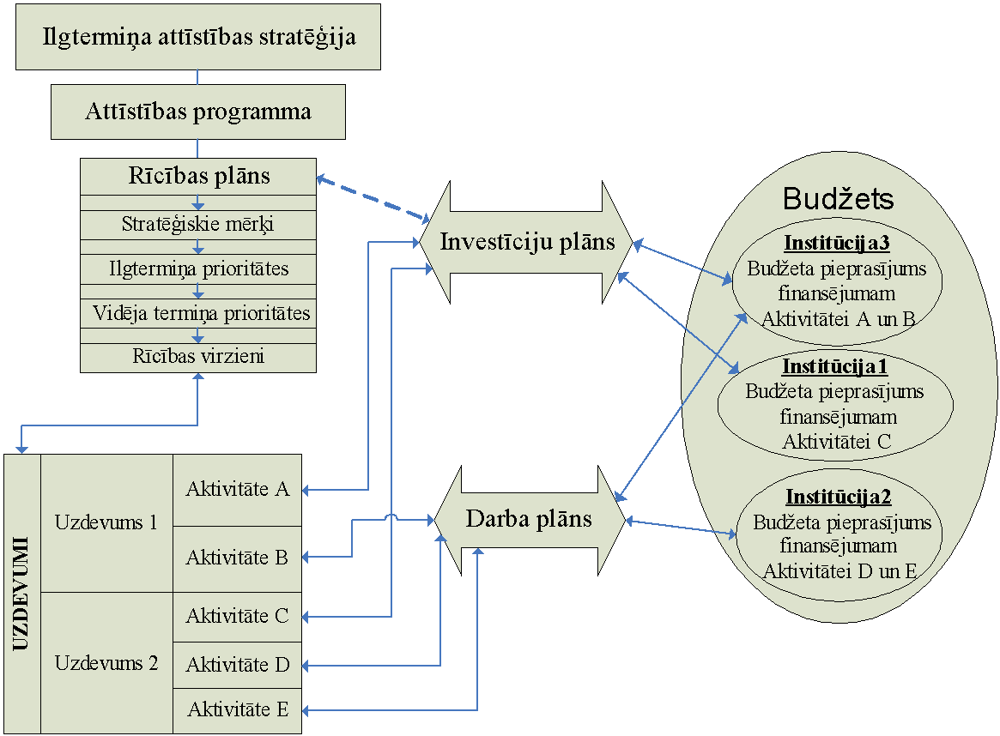 Ilgtermiņa attīstības stratēģija
Attīstības programma
Rīcības plāns
Stratēģiskie mērķi
Ilgtermiņa prioritātes
Vidēja termiņa prioritātes
Rīcības virzieni
Investīciju plāns
Darba plāns
Budžets
Institūcija3
Budžeta pieprasījums
finansējumam
Aktivitātei A un B
Institūcija1
Budžeta pieprasījums
finansējumam
Aktivitātei C
Institūcija2
Budžeta pieprasījums
finansējumam
Aktivitātei D un E
UZDEVUMI
Uzdevums 1
Aktivitāte A
Aktivitāte B
Uzdevums 2
Aktivitāte C
Aktivitāte D
Aktivitāte E